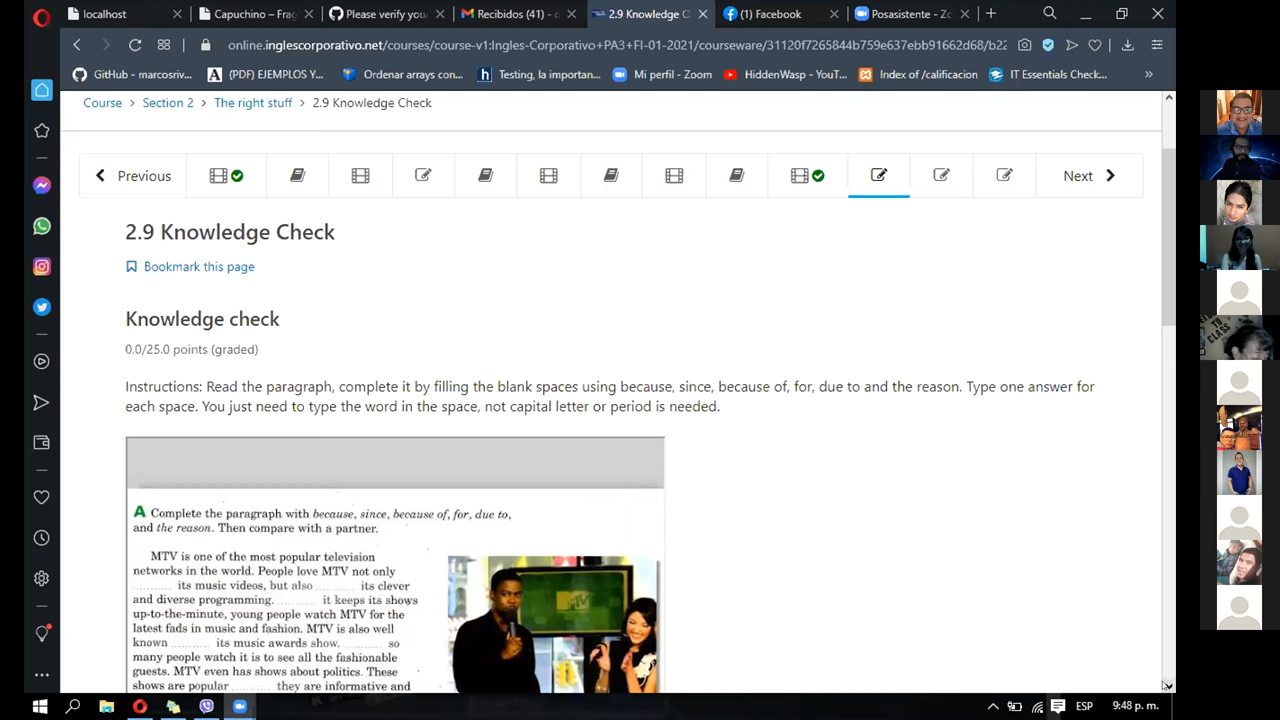 localhost
Capuchino – Frag
Please verify you
Recibidos (41) - c
2.9 Knowledge C
(1) Facebook
Posasistente - Zo
online.inglescorporativo.net/courses/course-v1:Ingles-Corporativo+PA3+FI-01-2021/courseware/31120f7265844b759e637ebb91662d68/b22
GitHub - marcosriv...
(PDF) EJEMPLOS Y...
Ordenar arrays con...
Testing, la importan...
Mi perfil - Zoom
HiddenWasp - YouT...
Index of /calificacion
IT Essentials Check...
Course > Section 2 > The right stuff > 2.9 Knowledge Check
Previous
Next
2.9 Knowledge Check
Bookmark this page
Knowledge check
0.0/25.0 points (graded)
Instructions: Read the paragraph, complete it by filling the blank spaces using because, since, because of, for, due to and the reason. Type one answer for
each space. You just need to type the word in the space, not capital letter or period is needed.
A Complete the paragraph with because, since, because of, for, due to,
and the reason. Then compare with a partner.
MTV is one of the most popular television
networks in the world. People love MTV not only
........... its music videos, but also ........... its clever
and diverse programming. ........... it keeps its shows
up-to-the-minute, young people watch MTV for the
latest fads in music and fashion. MTV is also well
known ........... its music awards show. ........... so
many people watch it is to see all the fashionable
guests. MTV even has shows about politics. These
shows are popular ........... they are informative and
MTV
TO
CLASS
ESP
9:48 p. m.